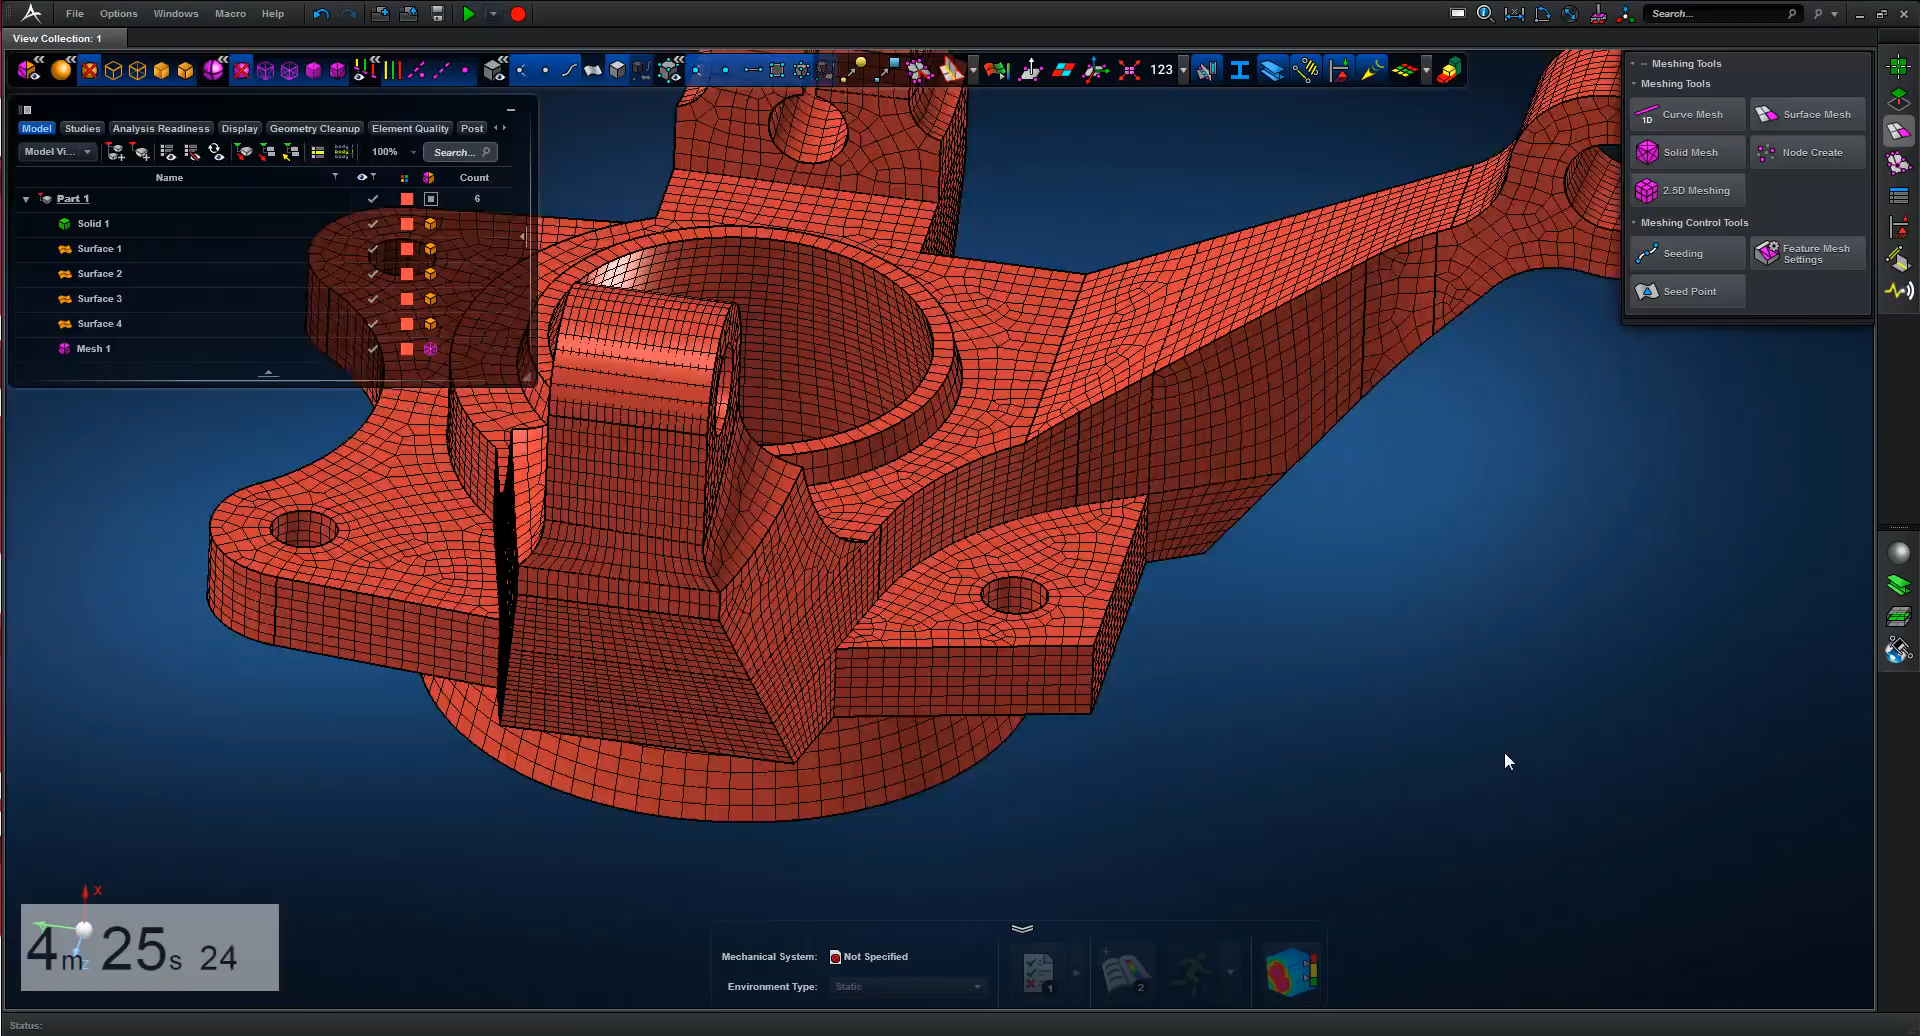 File Options Windows Macro Help
Search...
View Collection: 1
123
Model Studies Analysis Readiness Display Geometry Cleanup Element Quality Post
Model Vi... 100% Search...
Name Count
Part 1 6
Solid 1
Surface 1
Surface 2
Surface 3
Surface 4
Mesh 1
Meshing Tools
Meshing Tools
1D Curve Mesh Surface Mesh
Solid Mesh Node Create
2.5D Meshing
Meshing Control Tools
Seeding Feature Mesh
Settings
Seed Point
X
Z
4m 25s 24
Mechanical System: Not Specified
Environment Type: Static
1 2
Status: